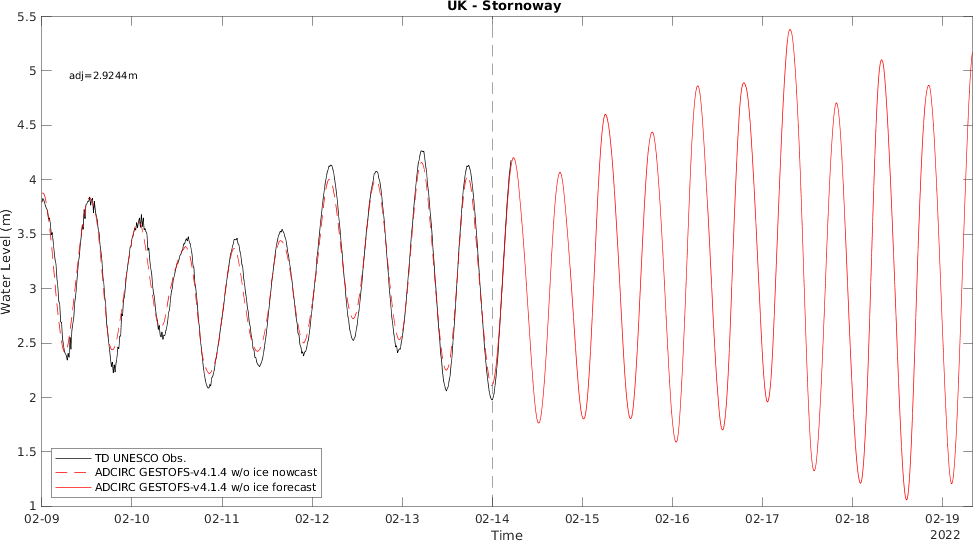 UK - Stornoway
5.5
5
4.5
4
3.5
3
2.5
2
1.5
1
Water Level (m)
adj=2.9244m
TD UNESCO Obs.
ADCIRC GESTOFS-v4.1.4 w/o ice nowcast
ADCIRC GESTOFS-v4.1.4 w/o ice forecast
02-09 02-10 02-11 02-12 02-13 02-14 02-15 02-16 02-17 02-18 02-19
2022
Time